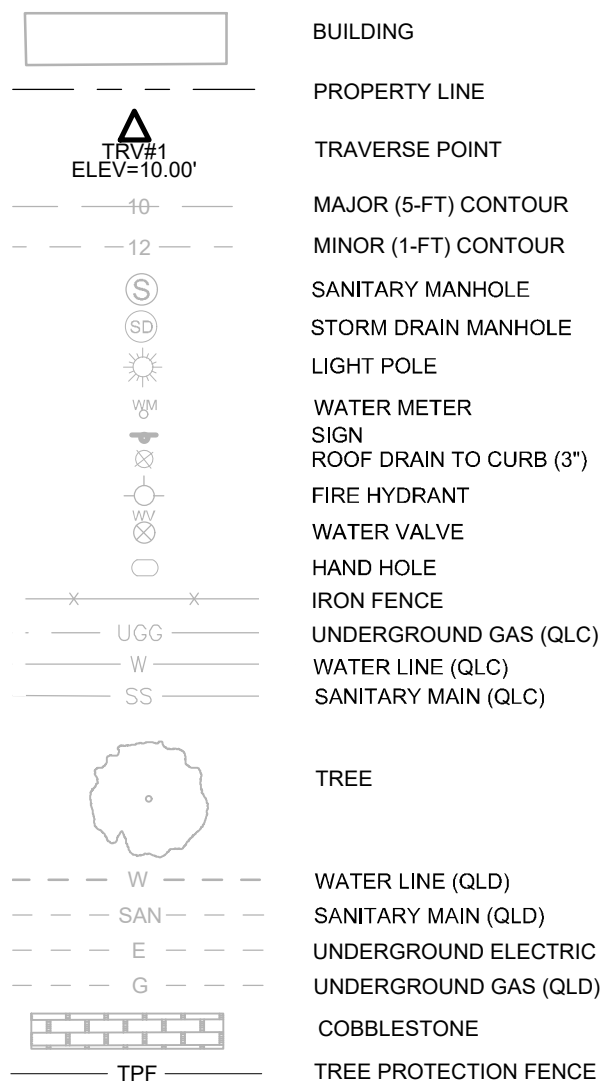 BUILDING
PROPERTY LINE
TRV#1
ELEV=10.00'
TRAVERSE POINT
10 MAJOR (5-FT) CONTOUR
12 MINOR (1-FT) CONTOUR
S SANITARY MANHOLE
SD STORM DRAIN MANHOLE
LIGHT POLE
WM WATER METER
SIGN
ROOF DRAIN TO CURB (3")
FIRE HYDRANT
WV WATER VALVE
HAND HOLE
X X IRON FENCE
UGG UNDERGROUND GAS (QLC)
W WATER LINE (QLC)
SS SANITARY MAIN (QLC)
TREE
W WATER LINE (QLD)
SAN SANITARY MAIN (QLD)
E UNDERGROUND ELECTRIC
G UNDERGROUND GAS (QLD)
COBBLESTONE
TPF TREE PROTECTION FENCE